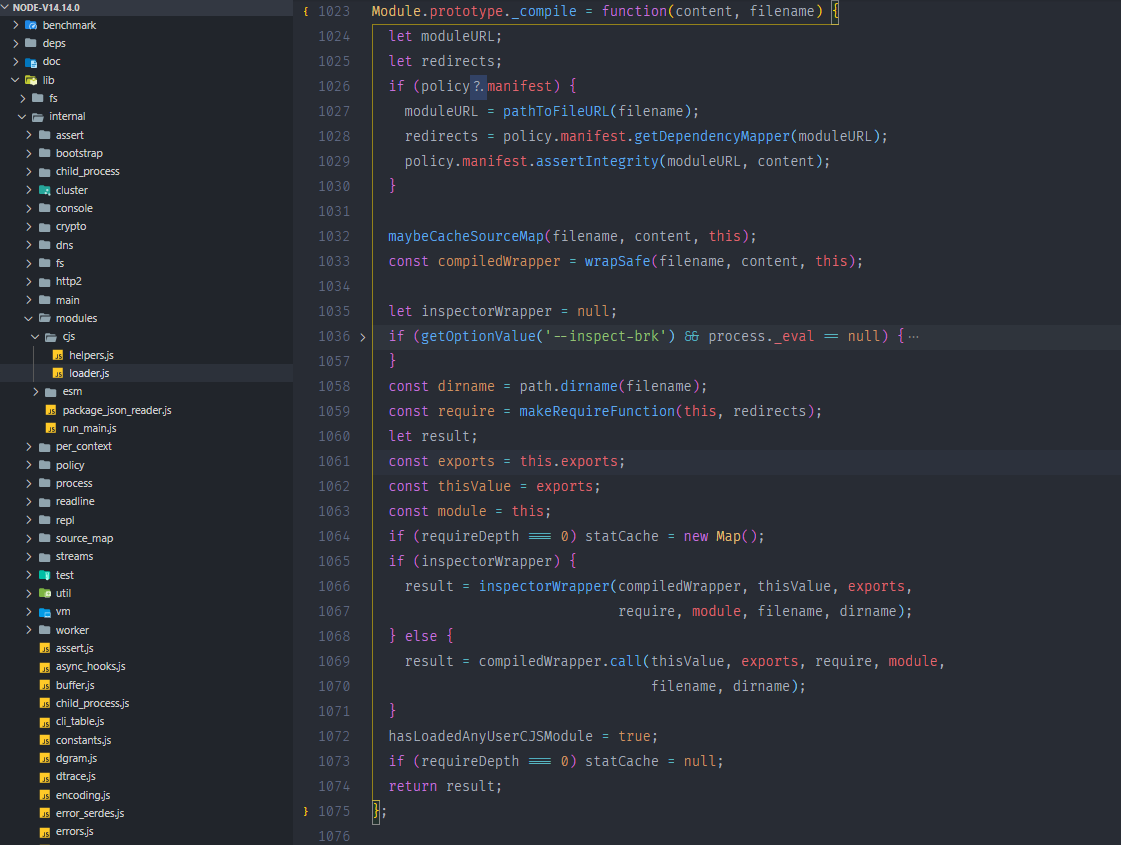 NODE-V14.14.0
benchmark
deps
doc
lib
fs
internal
assert
bootstrap
child_process
cluster
console
crypto
dns
fs
http2
main
modules
cjs
helpers.js
loader.js
esm
package_json_reader.js
run_main.js
per_context
policy
process
readline
repl
source_map
streams
test
util
vm
worker
assert.js
async_hooks.js
buffer.js
child_process.js
cli_table.js
constants.js
dgram.js
dtrace.js
encoding.js
error_serdes.js
errors.js
{ 1023 Module.prototype._compile = function(content, filename) {
1024 let moduleURL;
1025 let redirects;
1026 if (policy?.manifest) {
1027 moduleURL = pathToFileURL(filename);
1028 redirects = policy.manifest.getDependencyMapper(moduleURL);
1029 policy.manifest.assertIntegrity(moduleURL, content);
1030 }
1031
1032 maybeCacheSourceMap(filename, content, this);
1033 const compiledWrapper = wrapSafe(filename, content, this);
1034
1035 let inspectorWrapper = null;
1036 if (getOptionValue('--inspect-brk') && process._eval == null) {…
1057 }
1058 const dirname = path.dirname(filename);
1059 const require = makeRequireFunction(this, redirects);
1060 let result;
1061 const exports = this.exports;
1062 const thisValue = exports;
1063 const module = this;
1064 if (requireDepth === 0) statCache = new Map();
1065 if (inspectorWrapper) {
1066 result = inspectorWrapper(compiledWrapper, thisValue, exports,
1067 require, module, filename, dirname);
1068 } else {
1069 result = compiledWrapper.call(thisValue, exports, require, module,
1070 filename, dirname);
1071 }
1072 hasLoadedAnyUserCJSModule = true;
1073 if (requireDepth === 0) statCache = null;
1074 return result;
} 1075 };
1076